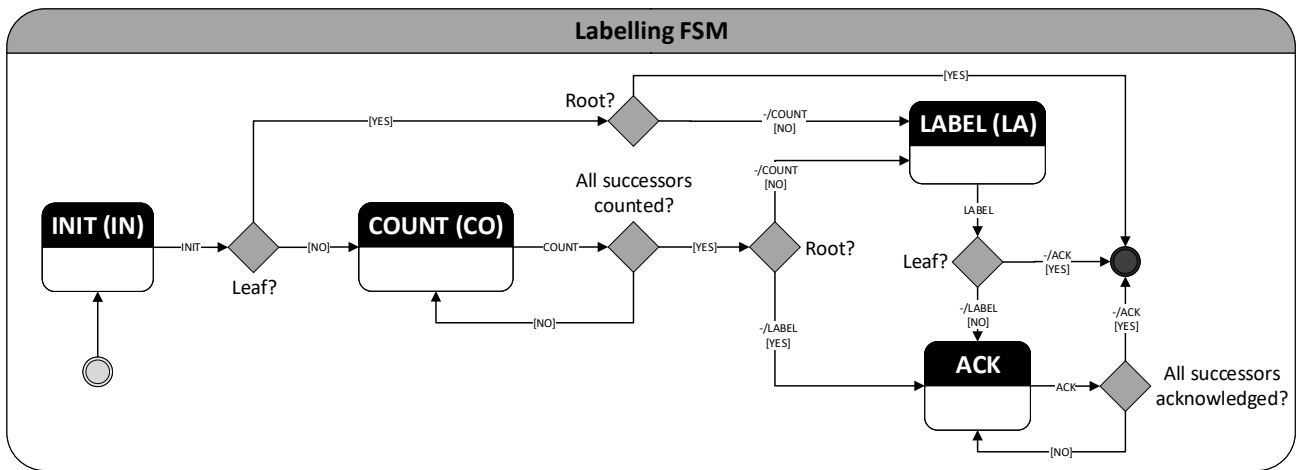 Labelling FSM
[YES]
Root?
[YES]
-/COUNT
[NO]
LABEL (LA)
All successors
counted?
-/COUNT
[NO]
INIT (IN)
INIT
Leaf?
[NO]
COUNT (CO)
COUNT
[YES]
Root?
[NO]
LABEL
Leaf?
-/ACK
[YES]
-/LABEL
[NO]
-/LABEL
[YES]
ACK
ACK
-/ACK
[YES]
All successors
acknowledged?
[NO]